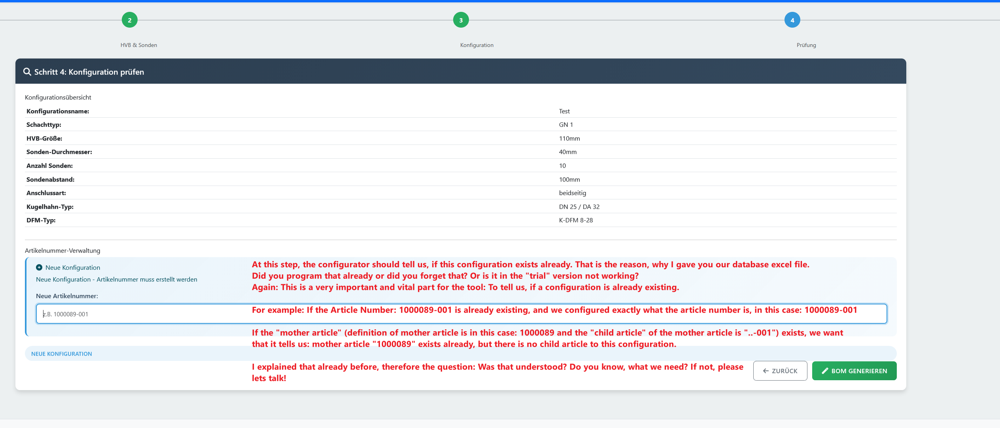 2
3
4
HVB & Sonden
Konfiguration
Prüfung
Schritt 4: Konfiguration prüfen
Konfigurationsübersicht
Konfigurationsname: Test
Schachttyp: GN 1
HVB-Größe: 110mm
Sonden-Durchmesser: 40mm
Anzahl Sonden: 10
Sondenabstand: 100mm
Anschlussart: beidseitig
Kugelhahn-Typ: DN 25 / DA 32
DFM-Typ: K-DFM 8-28
Artikelnummer-Verwaltung
Neue Konfiguration
Neue Konfiguration - Artikelnummer muss erstellt werden
Neue Artikelnummer:
z.B. 1000089-001
At this step, the configurator should tell us, if this configuration exists already. That is the reason, why I gave you our database excel file.
Did you program that already or did you forget that? Or is it in the "trial" version not working?
Again: This is a very important and vital part for the tool: To tell us, if a configuration is already existing.
For example: If the Article Number: 1000089-001 is already existing, and we configured exactly what the article number is, in this case: 1000089-001
If the "mother article" (definition of mother article is in this case: 1000089 and the "child article" of the mother article is "..-001") exists, we want
that it tells us: mother article "1000089" exists already, but there is no child article to this configuration.
NEUE KONFIGURATION
I explained that already before, therefore the question: Was that understood? Do you know, what we need? If not, please
lets talk!
ZURÜCK
BOM GENERIEREN